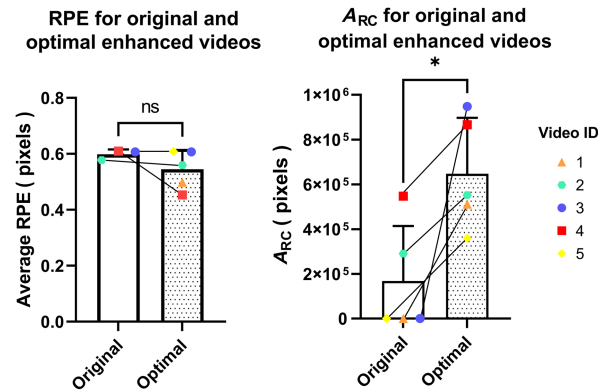 RPE for original and
optimal enhanced videos
ns
0.8
0.6
0.4
0.2
0.0
Average RPE ( pixels)
Original
Optimal
A_RC for original and
optimal enhanced videos
*
1×10⁶
8×10⁵
6×10⁵
4×10⁵
2×10⁵
0
A_RC ( pixels)
Original
Optimal
Video ID
1
2
3
4
5